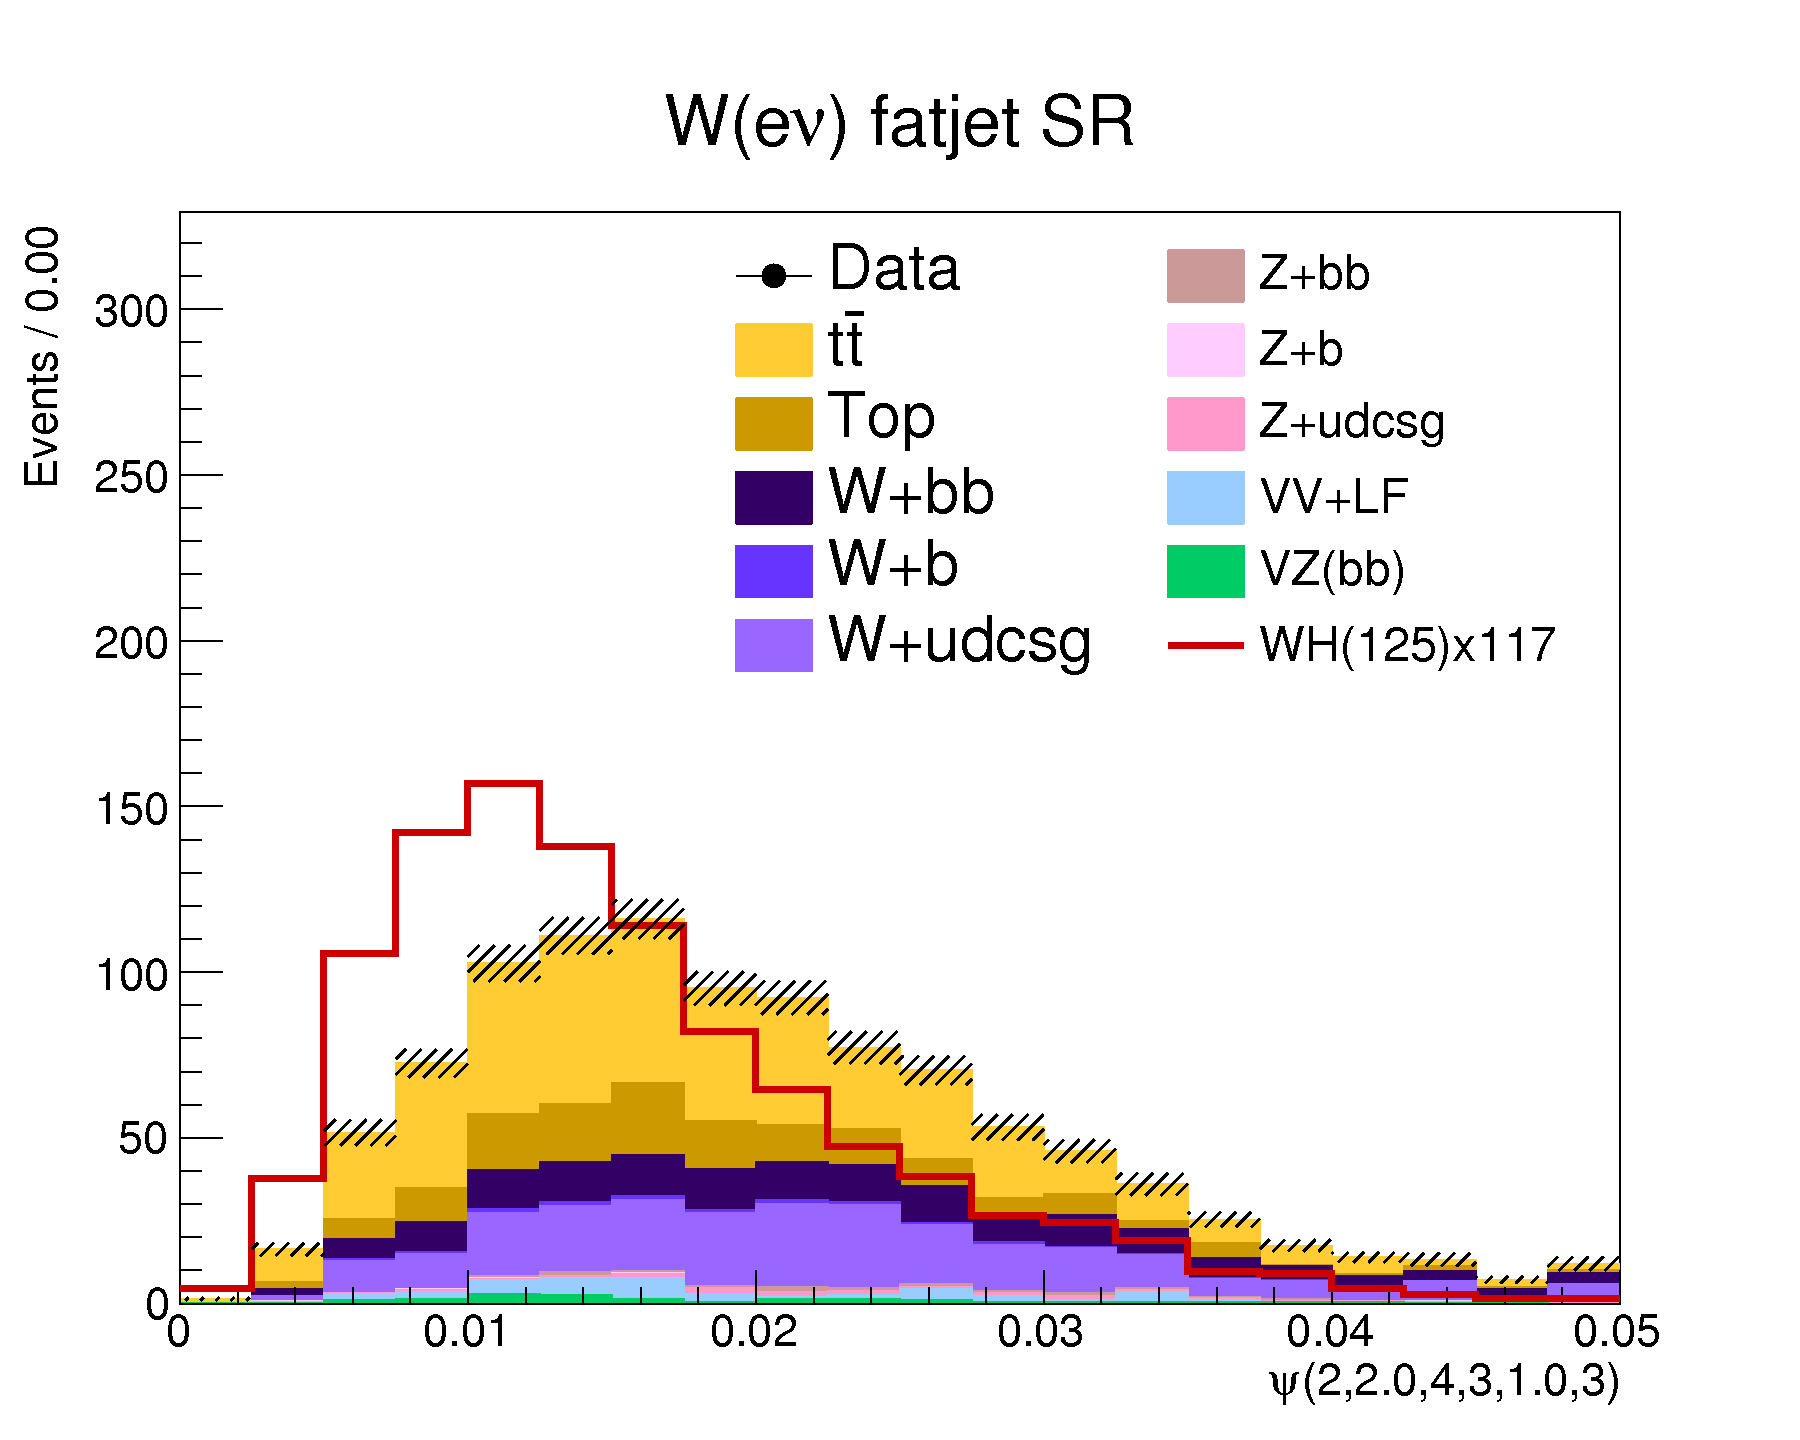 W(eν) fatjet SR
Events / 0.00
300
250
200
150
100
50
0
Data
tt̄
Top
W+bb
W+b
W+udcsg
Z+bb
Z+b
Z+udcsg
VV+LF
VZ(bb)
WH(125)x117
0 0.01 0.02 0.03 0.04 0.05
ψ(2,2.0,4,3,1.0,3)